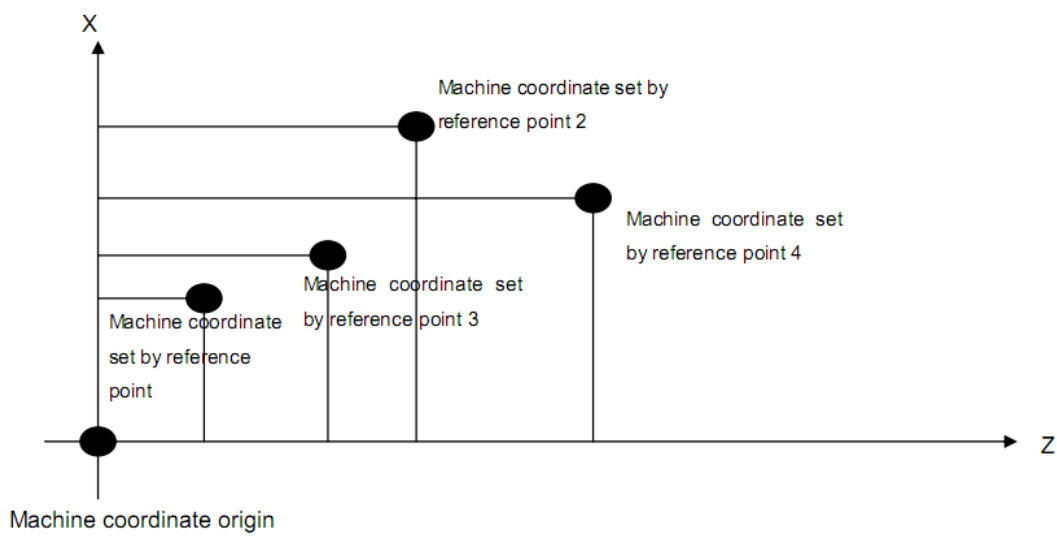 X
Machine coordinate set by
reference point 2
Machine coordinate set
by reference point 4
Machine coordinate set
by reference point 3
Machine coordinate
set by reference
point
Z
Machine coordinate origin